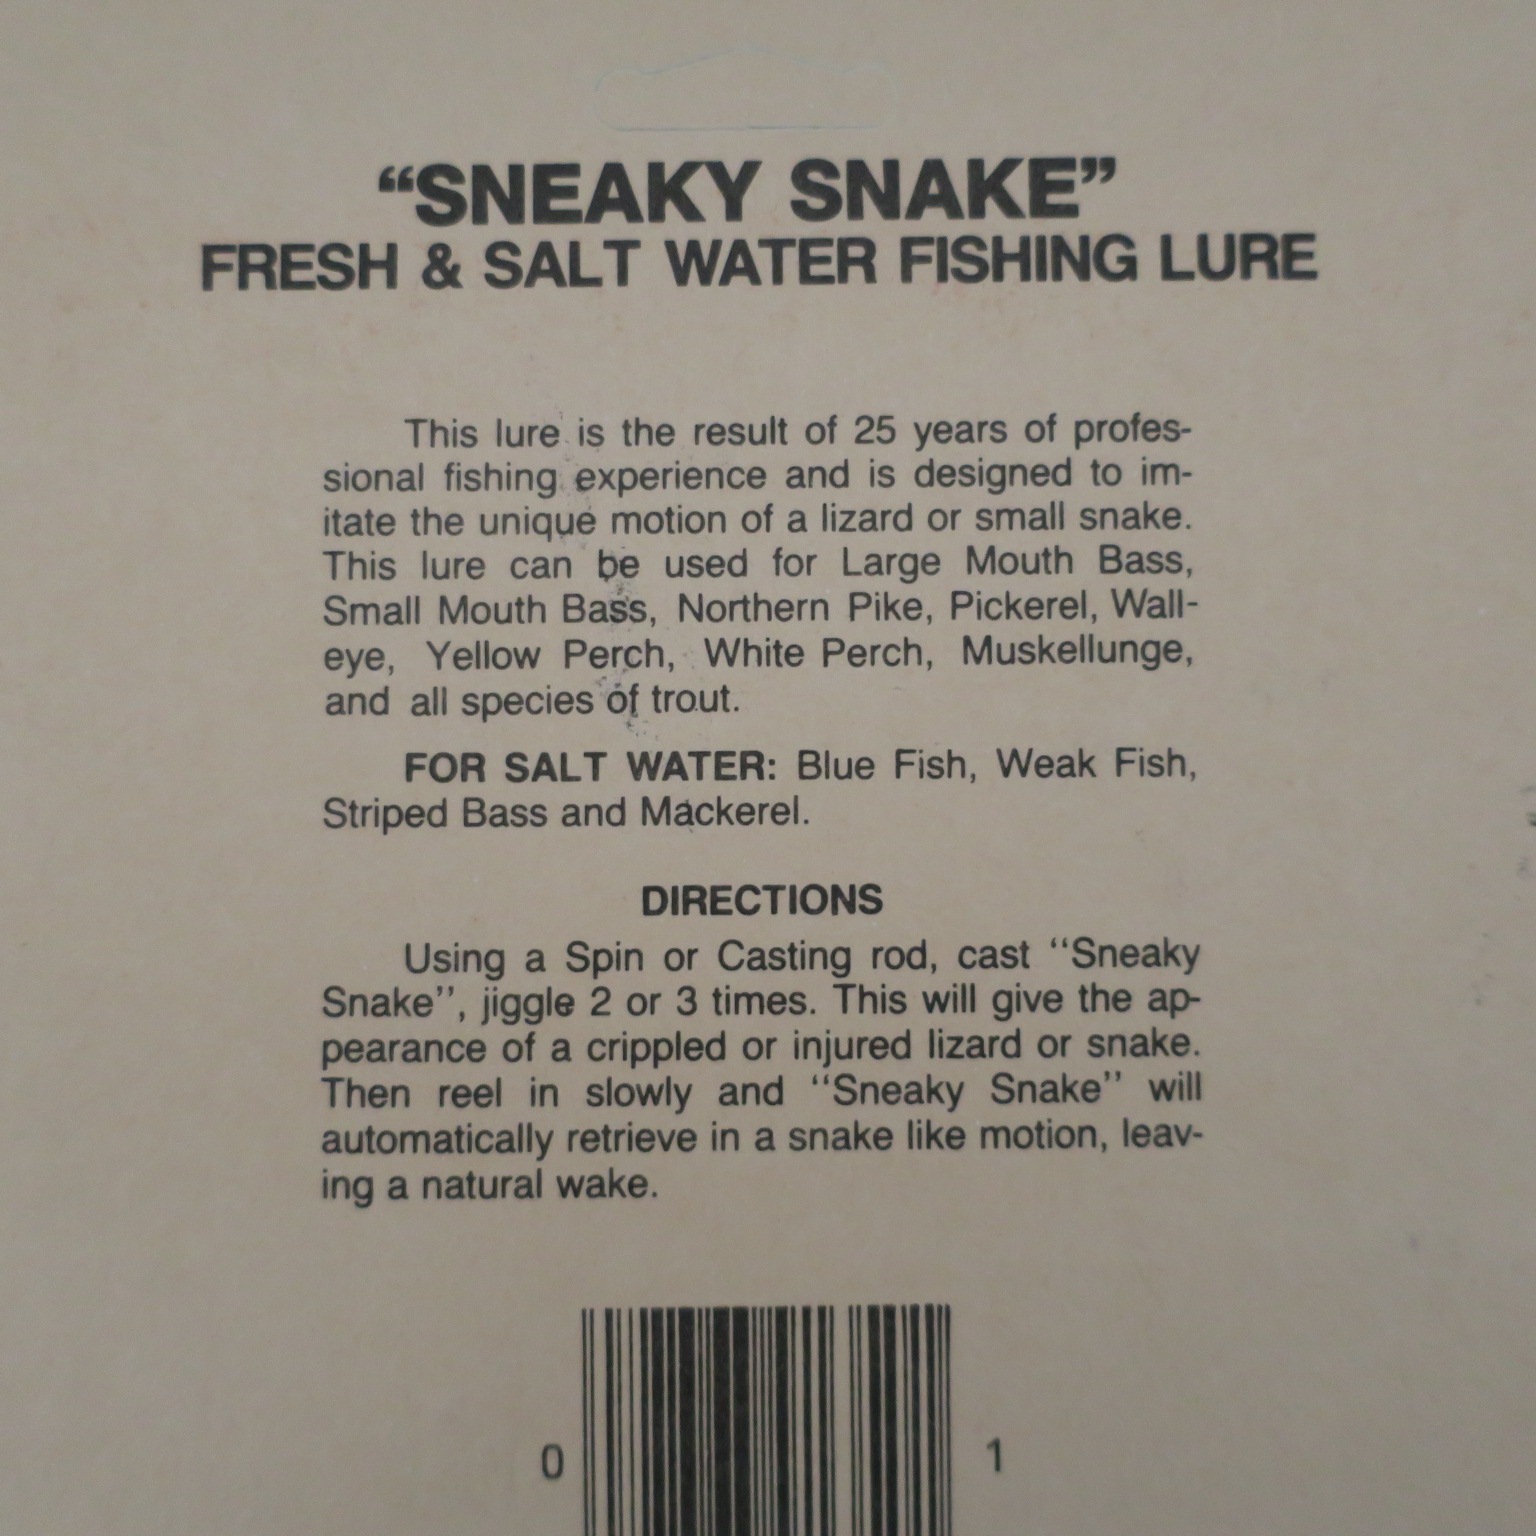 “SNEAKY SNAKE”
FRESH & SALT WATER FISHING LURE
This lure is the result of 25 years of profes-
sional fishing experience and is designed to im-
itate the unique motion of a lizard or small snake.
This lure can be used for Large Mouth Bass,
Small Mouth Bass, Northern Pike, Pickerel, Wall-
eye, Yellow Perch, White Perch, Muskellunge,
and all species of trout.
FOR SALT WATER: Blue Fish, Weak Fish,
Striped Bass and Mackerel.
DIRECTIONS
Using a Spin or Casting rod, cast “Sneaky
Snake”, jiggle 2 or 3 times. This will give the ap-
pearance of a crippled or injured lizard or snake.
Then reel in slowly and “Sneaky Snake” will
automatically retrieve in a snake like motion, leav-
ing a natural wake.
0 1